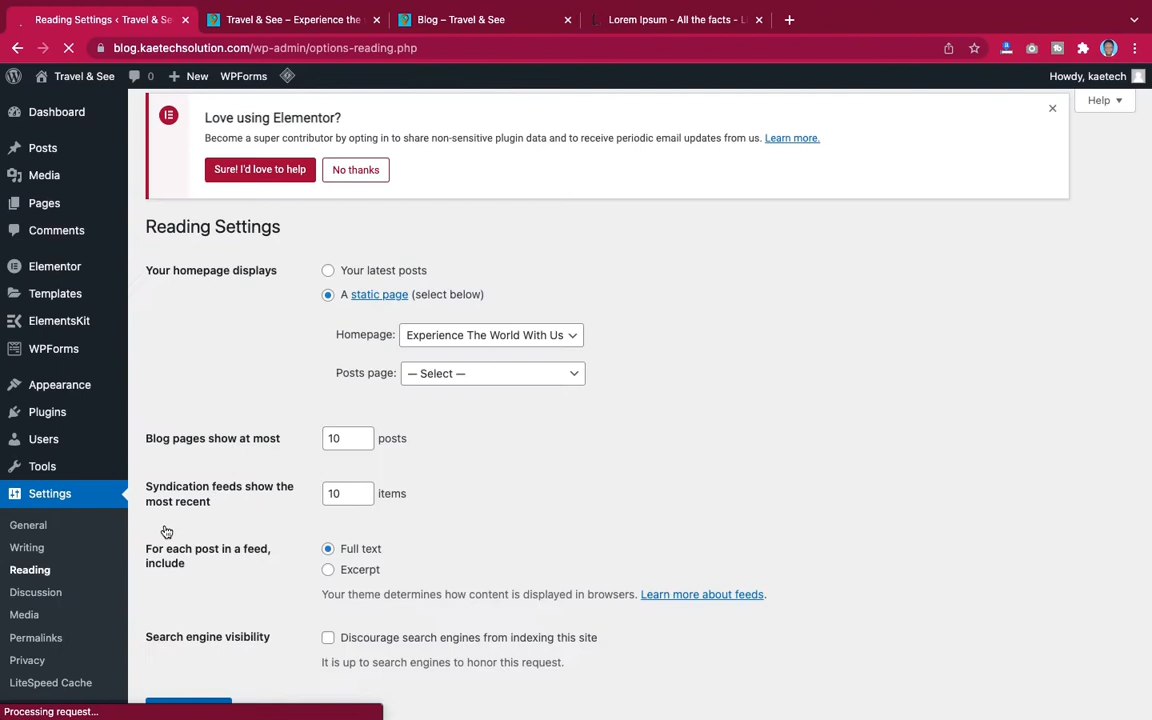 Reading Settings ‹ Travel & Se
Travel & See – Experience the
Blog – Travel & See
Lorem Ipsum - All the facts - L
blog.kaetechsolution.com/wp-admin/options-reading.php
Travel & See
0
New
WPForms
Howdy, kaetech
Help
Love using Elementor?
Become a super contributor by opting in to share non-sensitive plugin data and to receive periodic email updates from us. Learn more.
Sure! I'd love to help
No thanks
Dashboard
Posts
Media
Pages
Comments
Elementor
Templates
ElementsKit
WPForms
Appearance
Plugins
Users
Tools
Settings
General
Writing
Reading
Discussion
Media
Permalinks
Privacy
LiteSpeed Cache
Reading Settings
Your homepage displays
Your latest posts
A static page (select below)
Homepage: Experience The World With Us
Posts page: — Select —
Blog pages show at most
10 posts
Syndication feeds show the
most recent
10 items
For each post in a feed,
include
Full text
Excerpt
Your theme determines how content is displayed in browsers. Learn more about feeds.
Search engine visibility
Discourage search engines from indexing this site
It is up to search engines to honor this request.
Processing request...